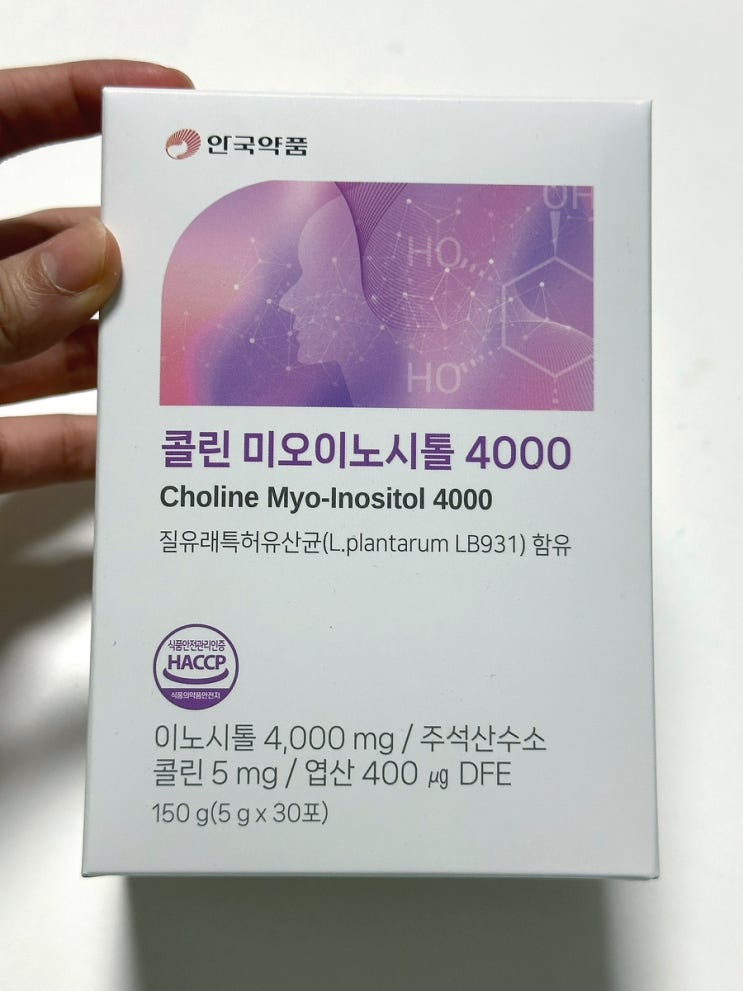 안국약품
OH
HO
HO
콜린 미오이노시톨 4000
Choline Myo-Inositol 4000
질유래특허유산균(L.plantarum LB931) 함유
식품안전관리인증
HACCP
식품의약품안전처
이노시톨 4,000 mg / 주석산수소
콜린 5 mg / 엽산 400 ㎍ DFE
150 g(5 g x 30포)